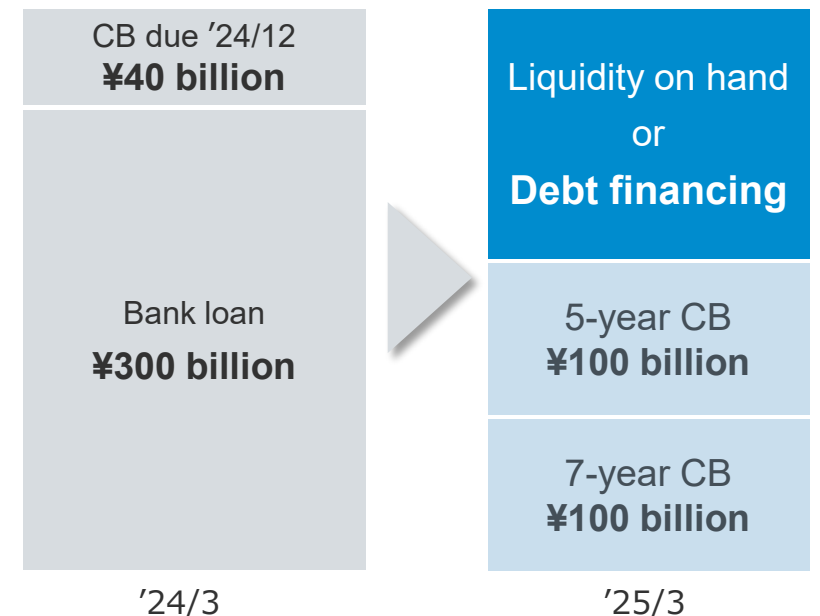 CB due ’24/12
¥40 billion
Bank loan
¥300 billion
’24/3
Liquidity on hand
or
Debt financing
5-year CB
¥100 billion
7-year CB
¥100 billion
’25/3